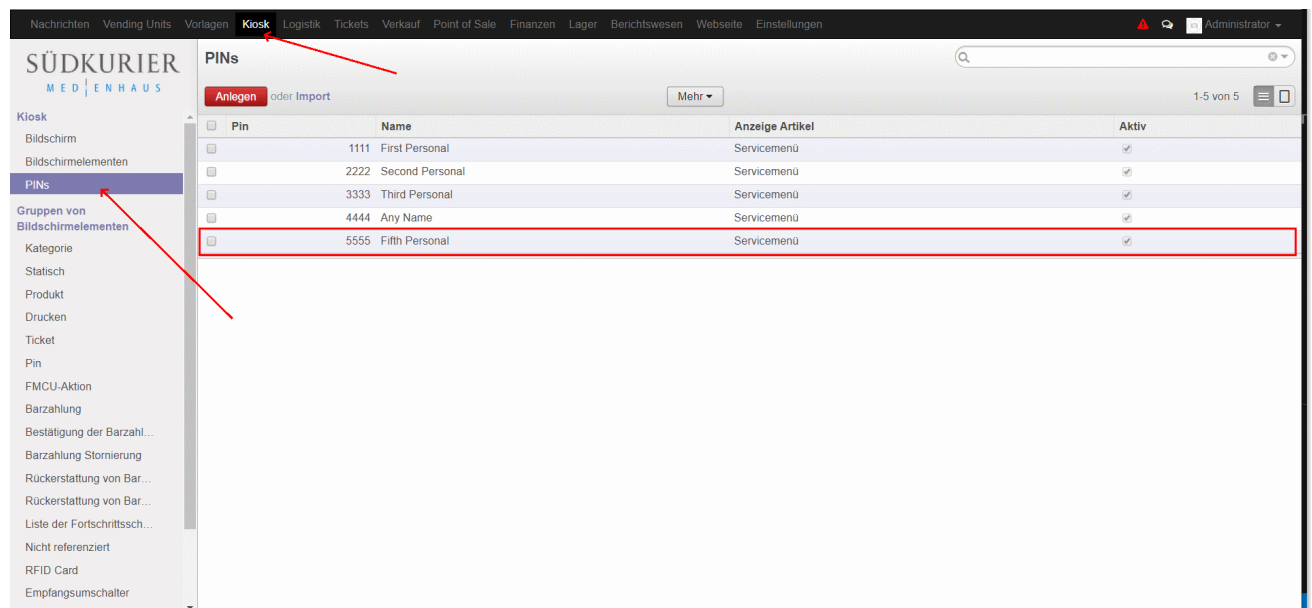 Nachrichten Vending Units Vorlagen Kiosk Logistik Tickets Verkauf Point of Sale Finanzen Lager Berichtswesen Webseite Einstellungen Administrator
SÜDKURIER
MEDIENHAUS
Kiosk
Bildschirm
Bildschirmelementen
PINs
Gruppen von
Bildschirmelementen
Kategorie
Statisch
Produkt
Drucken
Ticket
Pin
FMCU-Aktion
Barzahlung
Bestätigung der Barzahl...
Barzahlung Stornierung
Rückerstattung von Bar...
Rückerstattung von Bar...
Liste der Fortschrittssch...
Nicht referenziert
RFID Card
Empfangsumschalter
PINs
Anlegen oder Import Mehr 1-5 von 5
Pin Name Anzeige Artikel Aktiv
1111 First Personal Servicemenü
2222 Second Personal Servicemenü
3333 Third Personal Servicemenü
4444 Any Name Servicemenü
5555 Fifth Personal Servicemenü